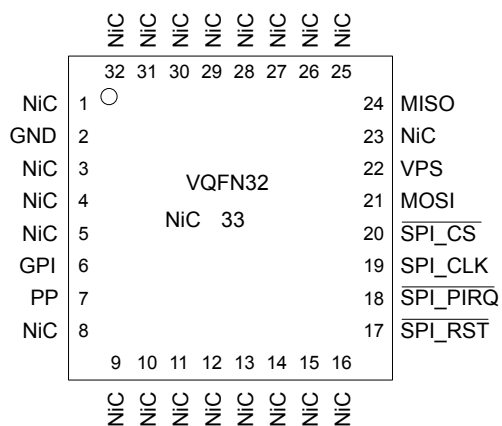 NiC NiC NiC NiC NiC NiC NiC NiC
32 31 30 29 28 27 26 25
NiC 1 24 MISO
GND 2 23 NiC
NiC 3 22 VPS
VQFN32
NiC 4 21 MOSI
NiC 33
NiC 5 20 SPI_CS
GPI 6 19 SPI_CLK
PP 7 18 SPI_PIRQ
NiC 8 17 SPI_RST
9 10 11 12 13 14 15 16
NiC NiC NiC NiC NiC NiC NiC NiC